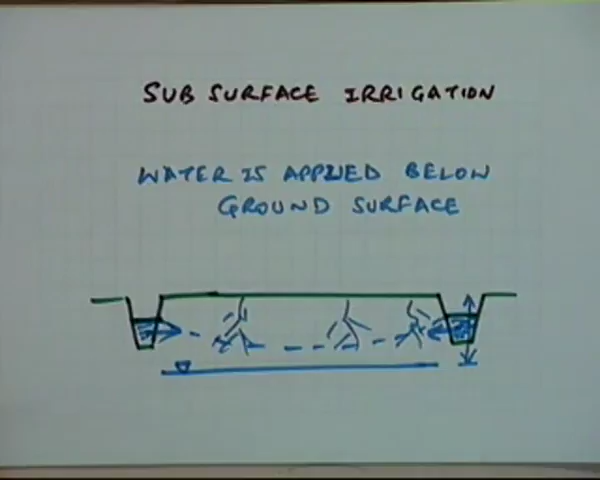 SUB SURFACE IRRIGATION
WATER IS APPLIED BELOW
GROUND SURFACE